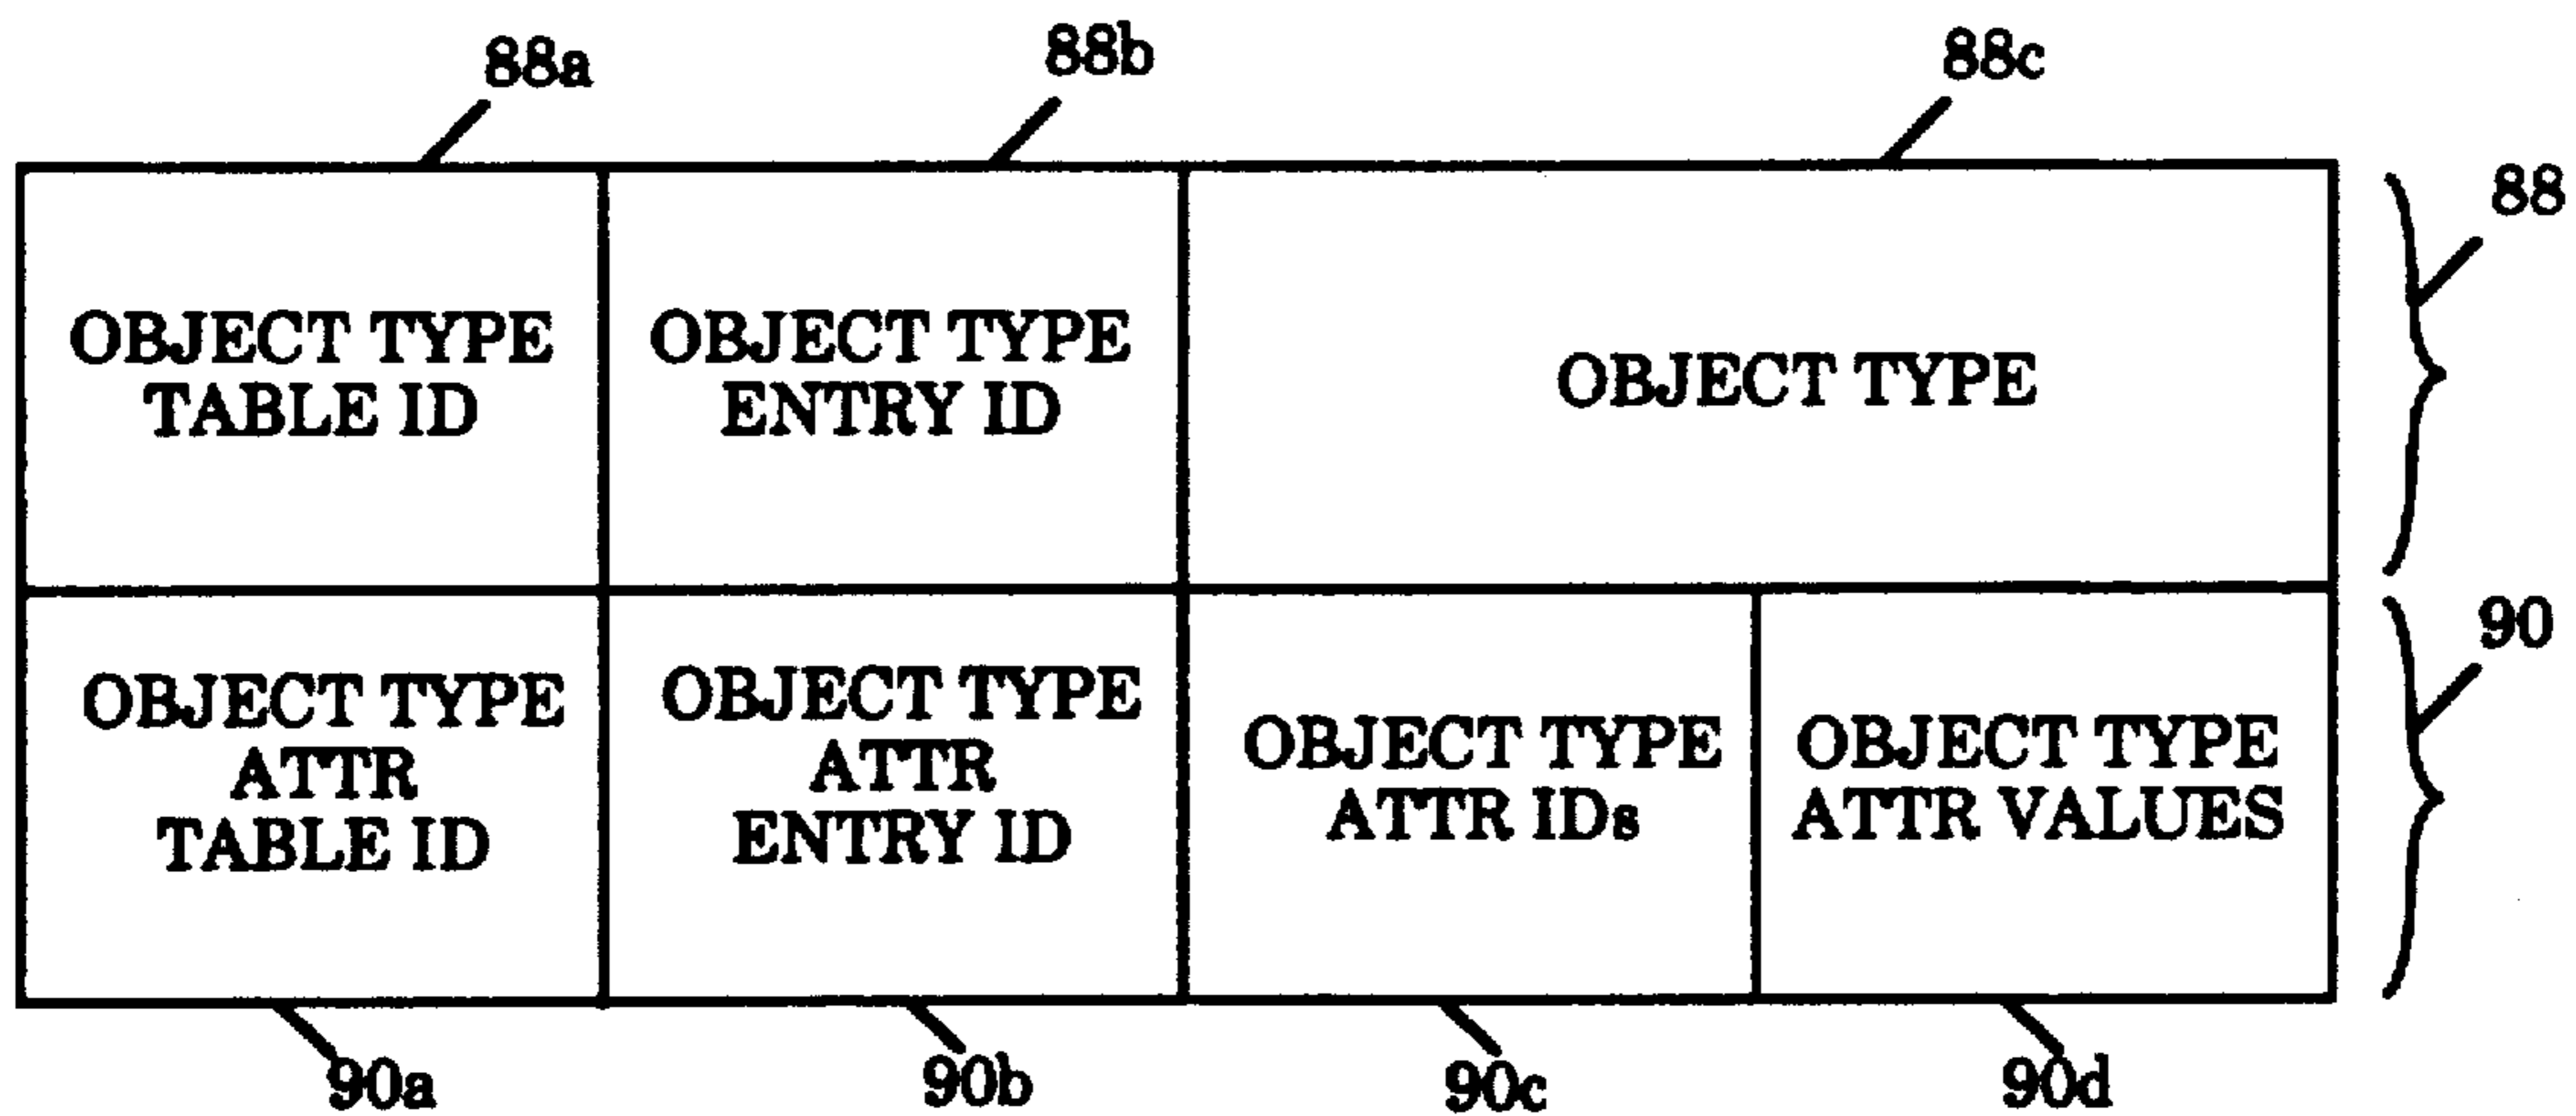 88a
88b
88c
88
OBJECT TYPE
TABLE ID
OBJECT TYPE
ENTRY ID
OBJECT TYPE
90
OBJECT TYPE
ATTR
TABLE ID
OBJECT TYPE
ATTR
ENTRY ID
OBJECT TYPE
ATTR IDs
OBJECT TYPE
ATTR VALUES
90a
90b
90c
90d